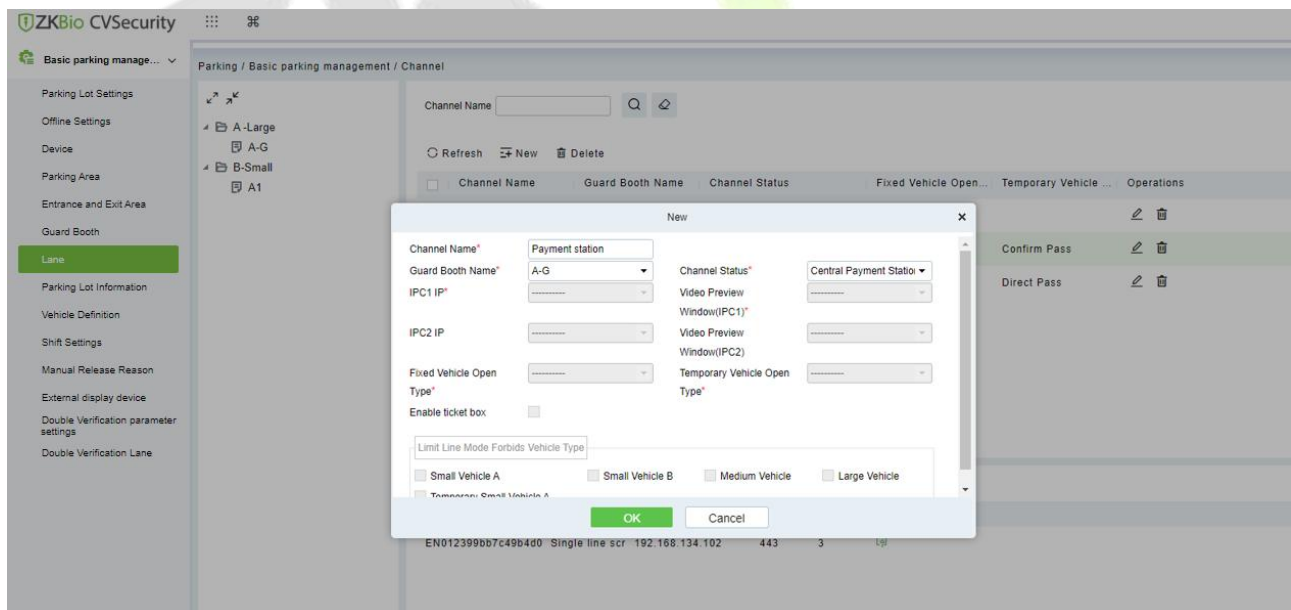 ZKBio CVSecurity
Basic parking manage...
Parking Lot Settings
Offline Settings
Device
Parking Area
Entrance and Exit Area
Guard Booth
Lane
Parking Lot Information
Vehicle Definition
Shift Settings
Manual Release Reason
External display device
Double Verification parameter
settings
Double Verification Lane
Parking / Basic parking management / Channel
A -Large
A-G
B-Small
A1
Channel Name
Refresh New Delete
Channel Name Guard Booth Name Channel Status Fixed Vehicle Open... Temporary Vehicle ... Operations
Confirm Pass
Direct Pass
New
Channel Name* Payment station
Guard Booth Name* A-G Channel Status* Central Payment Station
IPC1 IP* ---------- Video Preview ----------
Window(IPC1)*
IPC2 IP ---------- Video Preview ----------
Window(IPC2)
Fixed Vehicle Open ---------- Temporary Vehicle Open ----------
Type* Type*
Enable ticket box
Limit Line Mode Forbids Vehicle Type
Small Vehicle A Small Vehicle B Medium Vehicle Large Vehicle
Temporary Small Vehicle A
OK Cancel
EN012399bb7c49b4d0 Single line scr 192.168.134.102 443 3